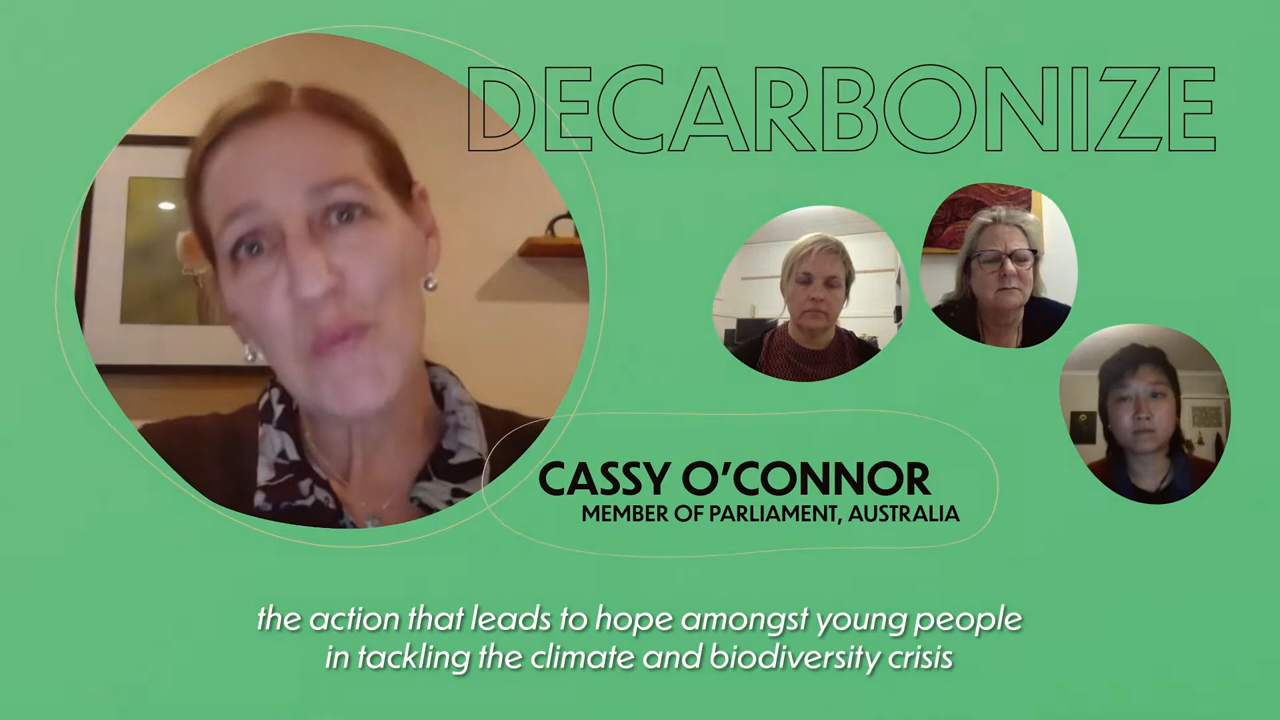 DECARBONIZE
CASSY O'CONNOR
MEMBER OF PARLIAMENT, AUSTRALIA
the action that leads to hope amongst young people
in tackling the climate and biodiversity crisis